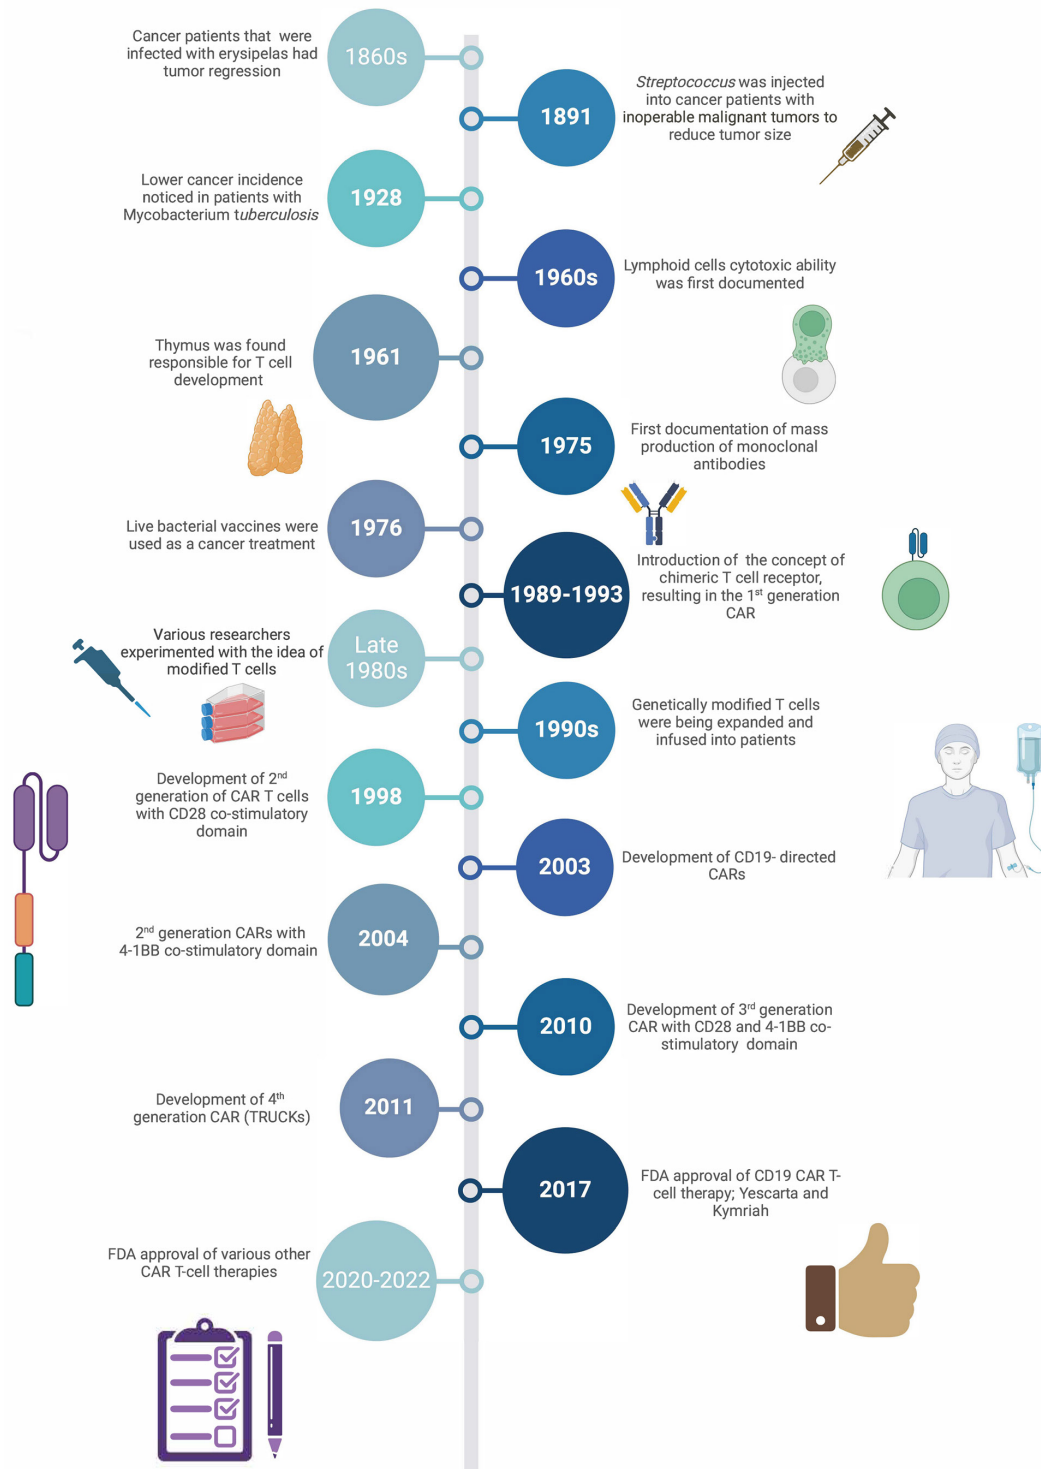 Cancer patients that were
infected with erysipelas had
tumor regression
1860s
Streptococcus was injected
into cancer patients with
inoperable malignant tumors to
reduce tumor size
1891
Lower cancer incidence
noticed in patients with
Mycobacterium tuberculosis
1928
1960s
Lymphoid cells cytotoxic ability
was first documented
Thymus was found
responsible for T cell
development
1961
1975
First documentation of mass
production of monoclonal
antibodies
Live bacterial vaccines were
used as a cancer treatment
1976
1989-1993
Introduction of the concept of
chimeric T cell receptor,
resulting in the 1st generation
CAR
Various researchers
experimented with the idea of
modified T cells
Late
1980s
1990s
Genetically modified T cells
were being expanded and
infused into patients
Development of 2nd
generation of CAR T cells
with CD28 co-stimulatory
domain
1998
2003
Development of CD19- directed
CARs
2nd generation CARs with
4-1BB co-stimulatory domain
2004
2010
Development of 3rd generation
CAR with CD28 and 4-1BB co-
stimulatory domain
Development of 4th
generation CAR (TRUCKs)
2011
2017
FDA approval of CD19 CAR T-
cell therapy; Yescarta and
Kymriah
FDA approval of various other
CAR T-cell therapies
2020-2022